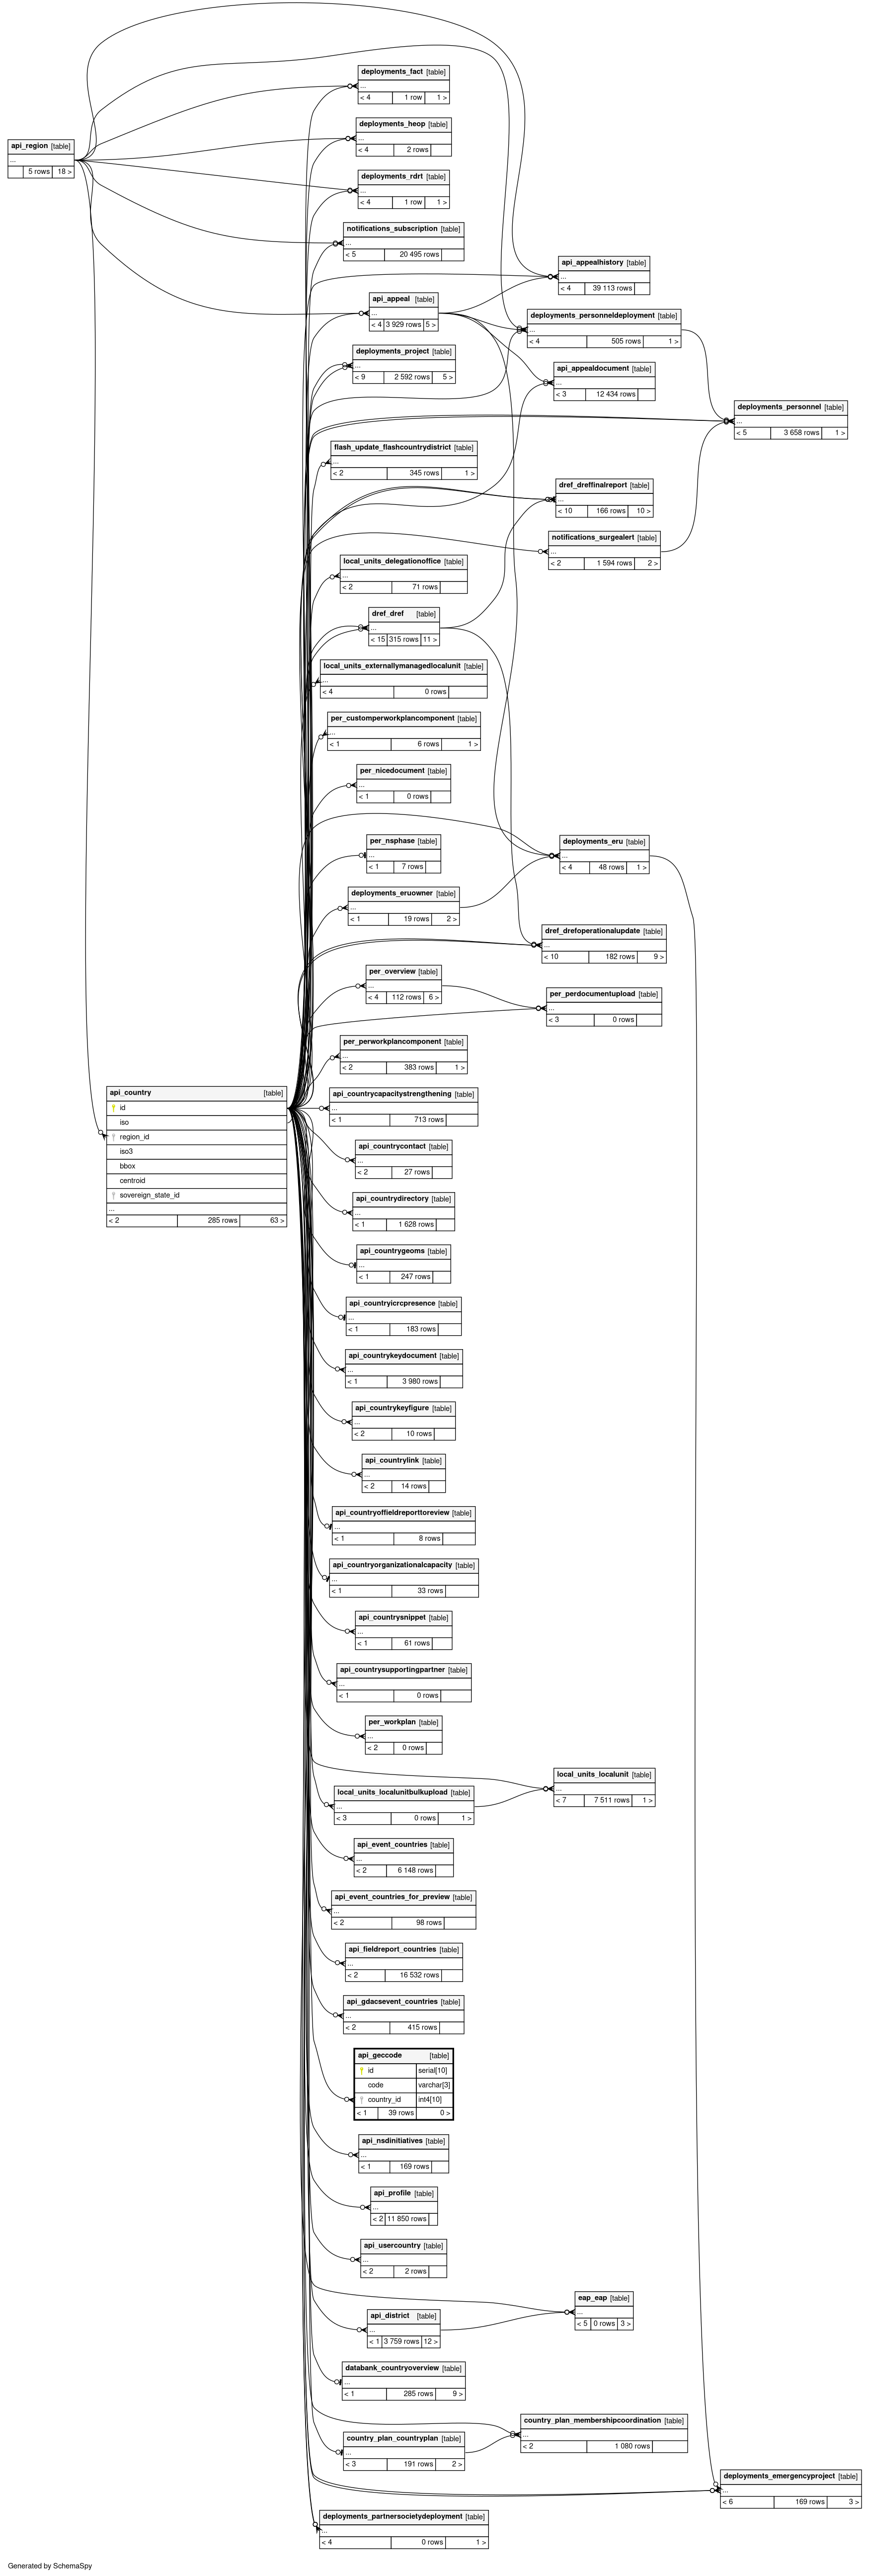 deployments_fact [table]
...
< 4 1 row 1 >
deployments_heop [table]
...
< 4 2 rows
api_region [table]
...
5 rows 18 >
deployments_rdrt [table]
...
< 4 1 row 1 >
notifications_subscription [table]
...
< 5 20 495 rows
api_appealhistory [table]
...
< 4 39 113 rows
api_appeal [table]
...
< 4 3 929 rows 5 >
deployments_personneldeployment [table]
...
< 4 505 rows 1 >
deployments_project [table]
...
< 9 2 592 rows 5 >
api_appealdocument [table]
...
< 3 12 434 rows
deployments_personnel [table]
...
< 5 3 658 rows 1 >
flash_update_flashcountrydistrict [table]
...
< 2 345 rows 1 >
dref_dreffinalreport [table]
...
< 10 166 rows 10 >
notifications_surgealert [table]
...
< 2 1 594 rows 2 >
local_units_delegationoffice [table]
...
< 2 71 rows
dref_dref [table]
...
< 15 315 rows 11 >
local_units_externallymanagedlocalunit [table]
...
< 4 0 rows
per_customperworkplancomponent [table]
...
< 1 6 rows 1 >
per_nicedocument [table]
...
< 1 0 rows
per_nsphase [table]
...
< 1 7 rows
deployments_eru [table]
...
< 4 48 rows 1 >
deployments_eruowner [table]
...
< 1 19 rows 2 >
dref_drefoperationalupdate [table]
...
< 10 182 rows 9 >
per_overview [table]
...
< 4 112 rows 6 >
per_perdocumentupload [table]
...
< 3 0 rows
per_perworkplancomponent [table]
...
< 2 383 rows 1 >
api_country [table]
id
iso
region_id
iso3
bbox
centroid
sovereign_state_id
...
< 2 285 rows 63 >
api_countrycapacitystrengthening [table]
...
< 1 713 rows
api_countrycontact [table]
...
< 2 27 rows
api_countrydirectory [table]
...
< 1 1 628 rows
api_countrygeoms [table]
...
< 1 247 rows
api_countryicrcpresence [table]
...
< 1 183 rows
api_countrykeydocument [table]
...
< 1 3 980 rows
api_countrykeyfigure [table]
...
< 2 10 rows
api_countrylink [table]
...
< 2 14 rows
api_countryoffieldreporttoreview [table]
...
< 1 8 rows
api_countryorganizationalcapacity [table]
...
< 1 33 rows
api_countrysnippet [table]
...
< 1 61 rows
api_countrysupportingpartner [table]
...
< 1 0 rows
per_workplan [table]
...
< 2 0 rows
local_units_localunit [table]
...
< 7 7 511 rows 1 >
local_units_localunitbulkupload [table]
...
< 3 0 rows 1 >
api_event_countries [table]
...
< 2 6 148 rows
api_event_countries_for_preview [table]
...
< 2 98 rows
api_fieldreport_countries [table]
...
< 2 16 532 rows
api_gdacsevent_countries [table]
...
< 2 415 rows
api_geccode [table]
id serial[10]
code varchar[3]
country_id int4[10]
< 1 39 rows 0 >
api_nsdinitiatives [table]
...
< 1 169 rows
api_profile [table]
...
< 2 11 850 rows
api_usercountry [table]
...
< 2 2 rows
eap_eap [table]
...
< 5 0 rows 3 >
api_district [table]
...
< 1 3 759 rows 12 >
databank_countryoverview [table]
...
< 1 285 rows 9 >
country_plan_membershipcoordination [table]
...
< 2 1 080 rows
country_plan_countryplan [table]
...
< 3 191 rows 2 >
deployments_emergencyproject [table]
...
< 6 169 rows 3 >
deployments_partnersocietydeployment [table]
...
< 4 0 rows 1 >
Generated by SchemaSpy